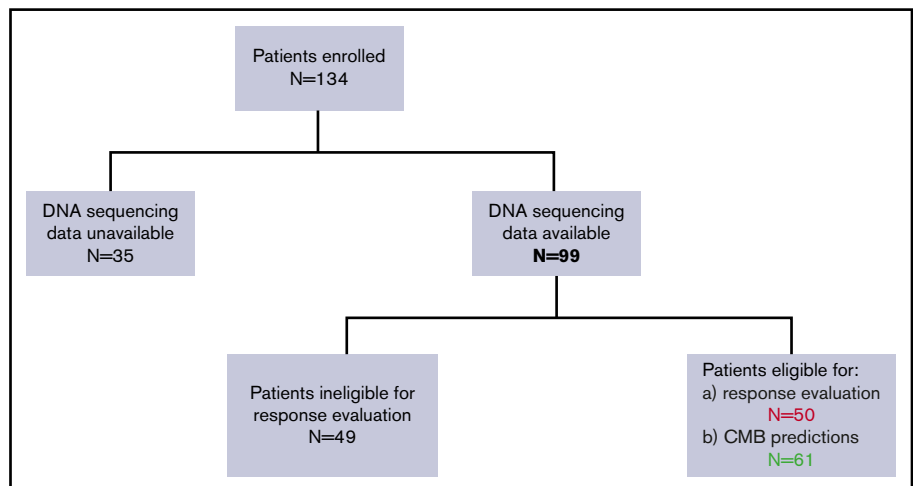 Patients enrolled
N=134
DNA sequencing
data unavailable
N=35
DNA sequencing
data available
N=99
Patients ineligible for
response evaluation
N=49
Patients eligible for:
a) response evaluation
N=50
b) CMB predictions
N=61